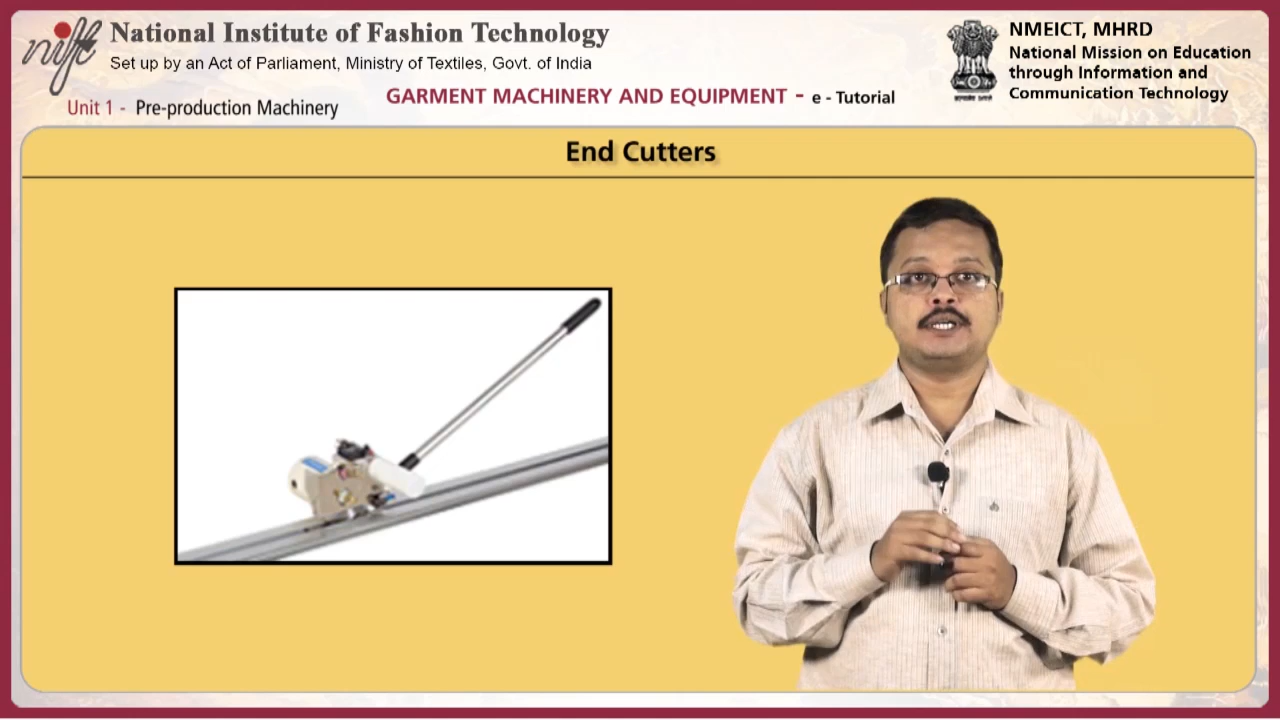 nift
National Institute of Fashion Technology
Set up by an Act of Parliament, Ministry of Textiles, Govt. of India
Unit 1 - Pre-production Machinery
GARMENT MACHINERY AND EQUIPMENT - e - Tutorial
NMEICT, MHRD
National Mission on Education
through Information and
Communication Technology
End Cutters